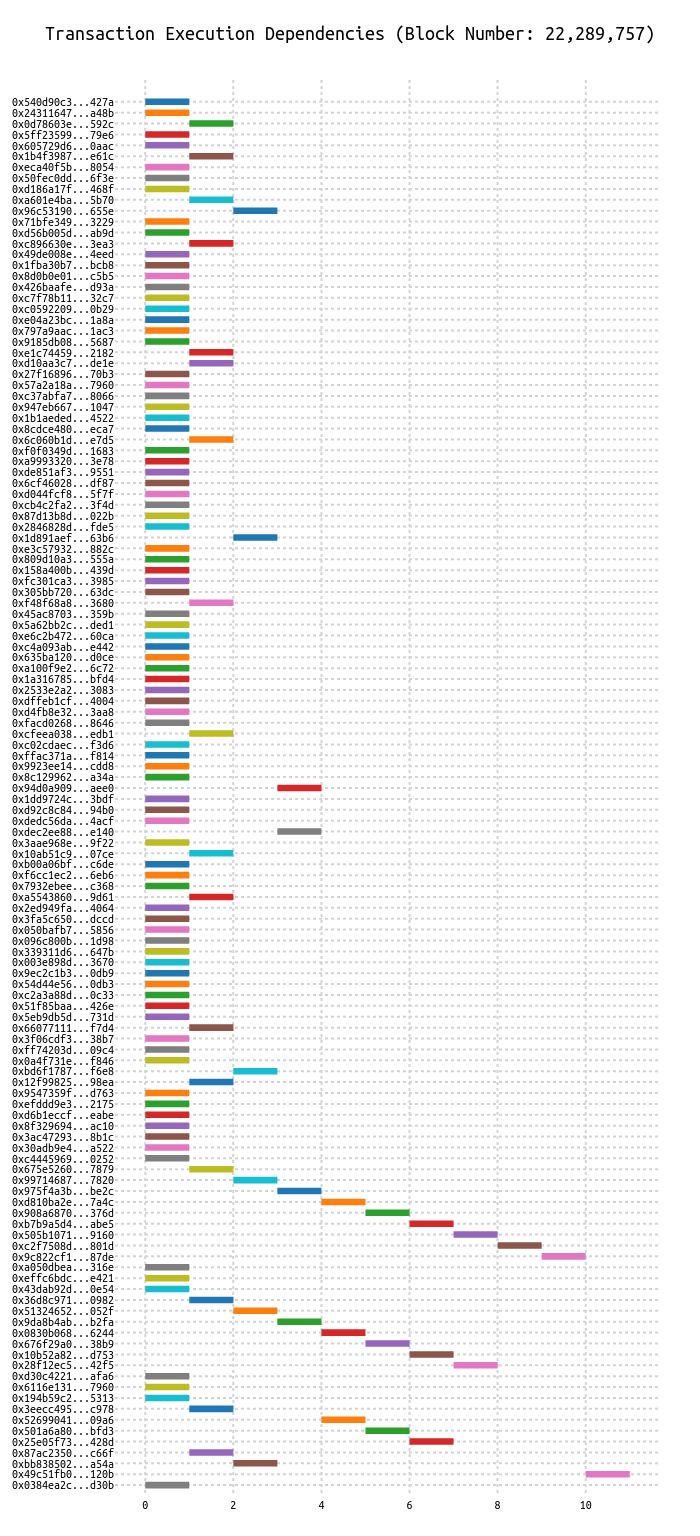 Transaction Execution Dependencies (Block Number: 22,289,757)
0x540d90c3...427a
0x24311647...a48b
0x0d78603e...592c
0x5ff23599...79e6
0x605729d6...0aac
0x1b4f3987...e61c
0xeca40f5b...8054
0x50fec0dd...6f3e
0xd186a17f...468f
0xa601e4ba...5b70
0x96c53190...655e
0x71bfe349...3229
0xd56b005d...ab9d
0xc896630e...3ea3
0x49de008e...4eed
0x1fba30b7...bcb8
0x8d0b0e01...c5b5
0x426baafe...d93a
0xc7f78b11...32c7
0xc0592209...0b29
0xe04a23bc...1a8a
0x797a9aac...1ac3
0x9185db08...5687
0xe1c74459...2182
0xd10aa3c7...de1e
0x27f16896...70b3
0x57a2a18a...7960
0xc37abfa7...8066
0x947eb667...1047
0x1b1aeded...4522
0x8cdce480...eca7
0x6c060b1d...e7d5
0xf0f0349d...1683
0xa9993320...3e78
0xde851af3...9551
0x6cf46028...df87
0xd044fcf8...5f7f
0xcb4c2fa2...3f4d
0x87d13b8d...022b
0x2846828d...fde5
0x1d891aef...63b6
0xe3c57932...882c
0x809d10a3...555a
0x158a400b...439d
0xfc301ca3...3985
0x305bb720...63dc
0xf48f68a8...3680
0x45ac8703...359b
0x5a62bb2c...ded1
0xe6c2b472...60ca
0xc4a093ab...e442
0x635ba120...d0ce
0xa100f9e2...6c72
0x1a316785...bfd4
0x2533e2a2...3083
0xdffeb1cf...4004
0xd4fb8e32...3aa8
0xfacd0268...8646
0xcfeea038...edb1
0xc02cdaec...f3d6
0xffac371a...f814
0x9923ee14...cdd8
0x8c129962...a34a
0x94d0a909...aee0
0x1dd9724c...3bdf
0xd92c8c84...94b0
0xdedc56da...4acf
0xdec2ee88...e140
0x3aae968e...9f22
0x10ab51c9...07ce
0xb00a06bf...c6de
0xf6cc1ec2...6eb6
0x7932ebee...c368
0xa5543860...9d61
0x2ed949fa...4064
0x3fa5c650...dccd
0x050bafb7...5856
0x096c800b...1d98
0x339311d6...647b
0x003e898d...3670
0x9ec2c1b3...0db9
0x54d44e56...0db3
0xc2a3a88d...0c33
0x51f85baa...426e
0x5eb9db5d...731d
0x66077111...f7d4
0x3f06cdf3...38b7
0xff74203d...09c4
0x0a4f731e...f846
0xbd6f1787...f6e8
0x12f99825...98ea
0x9547359f...d763
0xefddd9e3...2175
0xd6b1eccf...eabe
0x8f329694...ac10
0x3ac47293...8b1c
0x30adb9e4...a522
0xc4445969...0252
0x675e5260...7879
0x99714687...7820
0x975f4a3b...be2c
0xd810ba2e...7a4c
0x908a6870...376d
0xb7b9a5d4...abe5
0x505b1071...9160
0xc2f7508d...801d
0x9c822cf1...87de
0xa050dbea...316e
0xeffc6bdc...e421
0x43dab92d...0e54
0x36d8c971...0982
0x51324652...052f
0x9da8b4ab...b2fa
0x0830b068...6244
0x676f29a0...38b9
0x10b52a82...d753
0x28f12ec5...42f5
0xd30c4221...afa6
0x6116e131...7960
0x194b59c2...5313
0x3eecc495...c978
0x52699041...09a6
0x501a6a80...bfd3
0x25e05f73...428d
0x87ac2350...c66f
0xbb838502...a54a
0x49c51fb0...120b
0x0384ea2c...d30b
0 2 4 6 8 10